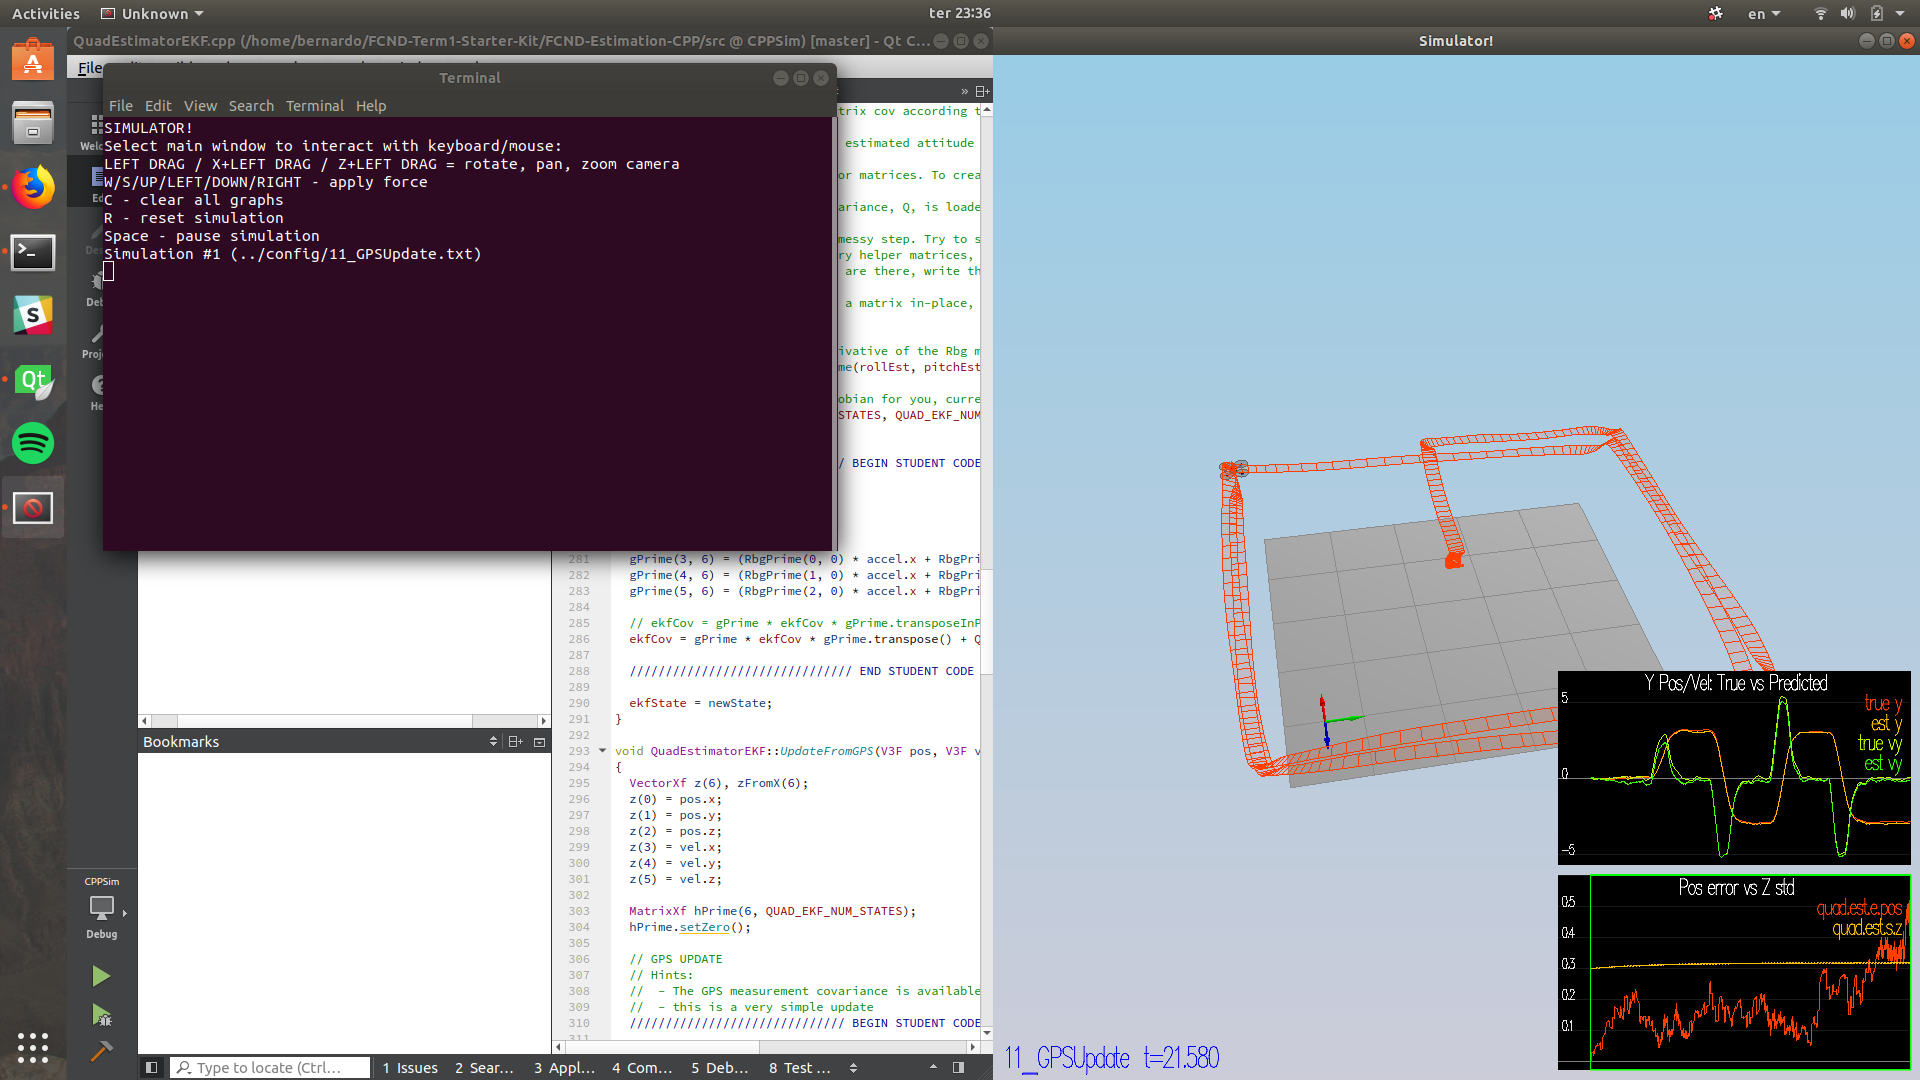 Activities
Unknown
ter 23:36
en
QuadEstimatorEKF.cpp (/home/bernardo/FCND-Term1-Starter-Kit/FCND-Estimation-CPP/src @ CPPSim) [master] - Qt C...
Simulator!
File
Terminal
File Edit View Search Terminal Help
SIMULATOR!
Select main window to interact with keyboard/mouse:
LEFT DRAG / X+LEFT DRAG / Z+LEFT DRAG = rotate, pan, zoom camera
W/S/UP/LEFT/DOWN/RIGHT - apply force
C - clear all graphs
R - reset simulation
Space - pause simulation
Simulation #1 (../config/11_GPSUpdate.txt)
Welc
Ed
De
Deb
Proj
He
trix cov according t
estimated attitude
or matrices. To crea
ariance, Q, is loade
messy step. Try to s
ry helper matrices,
are there, write th
a matrix in-place,
ivative of the Rbg m
me(rollEst, pitchEst
obian for you, curre
STATES, QUAD_EKF_NUM
/ BEGIN STUDENT CODE
281 gPrime(3, 6) = (RbgPrime(0, 0) * accel.x + RbgPri
282 gPrime(4, 6) = (RbgPrime(1, 0) * accel.x + RbgPri
283 gPrime(5, 6) = (RbgPrime(2, 0) * accel.x + RbgPri
284
285 // ekfCov = gPrime * ekfCov * gPrime.transposeInP
286 ekfCov = gPrime * ekfCov * gPrime.transpose() + Q
287
288 /////////////////////////////// END STUDENT CODE
289
290 ekfState = newState;
291 }
292
293 void QuadEstimatorEKF::UpdateFromGPS(V3F pos, V3F v
294 {
295 VectorXf z(6), zFromX(6);
296 z(0) = pos.x;
297 z(1) = pos.y;
298 z(2) = pos.z;
299 z(3) = vel.x;
300 z(4) = vel.y;
301 z(5) = vel.z;
302
303 MatrixXf hPrime(6, QUAD_EKF_NUM_STATES);
304 hPrime.setZero();
305
306 // GPS UPDATE
307 // Hints:
308 // - The GPS measurement covariance is available
309 // - this is a very simple update
310 ////////////////////////////// BEGIN STUDENT CODE
311
Bookmarks
CPPSim
Debug
Type to locate (Ctrl...
1 Issues
2 Sear...
3 Appl...
4 Com...
5 Deb...
8 Test ...
Y Pos/Vel: True vs Predicted
5
0
-5
true y
est y
true vy
est vy
Pos error vs Z std
0.5
0.4
0.3
0.2
0.1
quad.est.e.pos
quad.est.s.z
11_GPSUpdate t=21.580